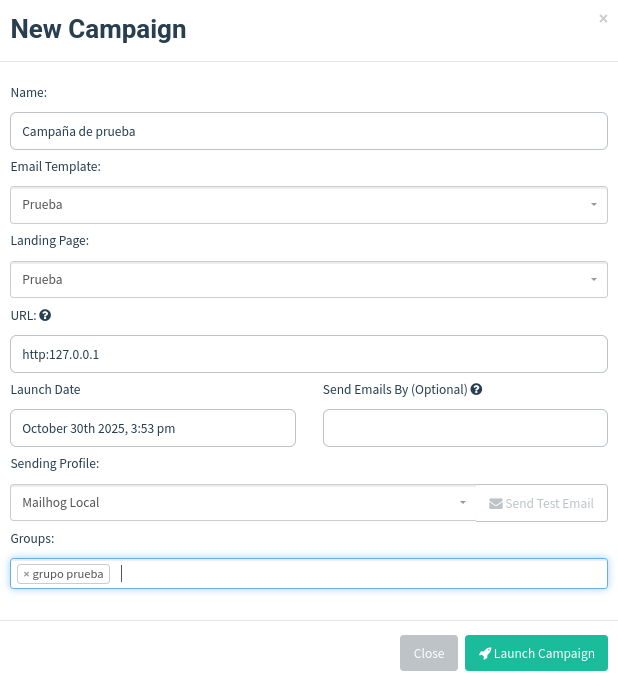 New Campaign
×
Name:
Campaña de prueba
Email Template:
Prueba
Landing Page:
Prueba
URL: ?
http:127.0.0.1
Launch Date
Send Emails By (Optional) ?
October 30th 2025, 3:53 pm
Sending Profile:
Mailhog Local
Send Test Email
Groups:
× grupo prueba
Close
Launch Campaign